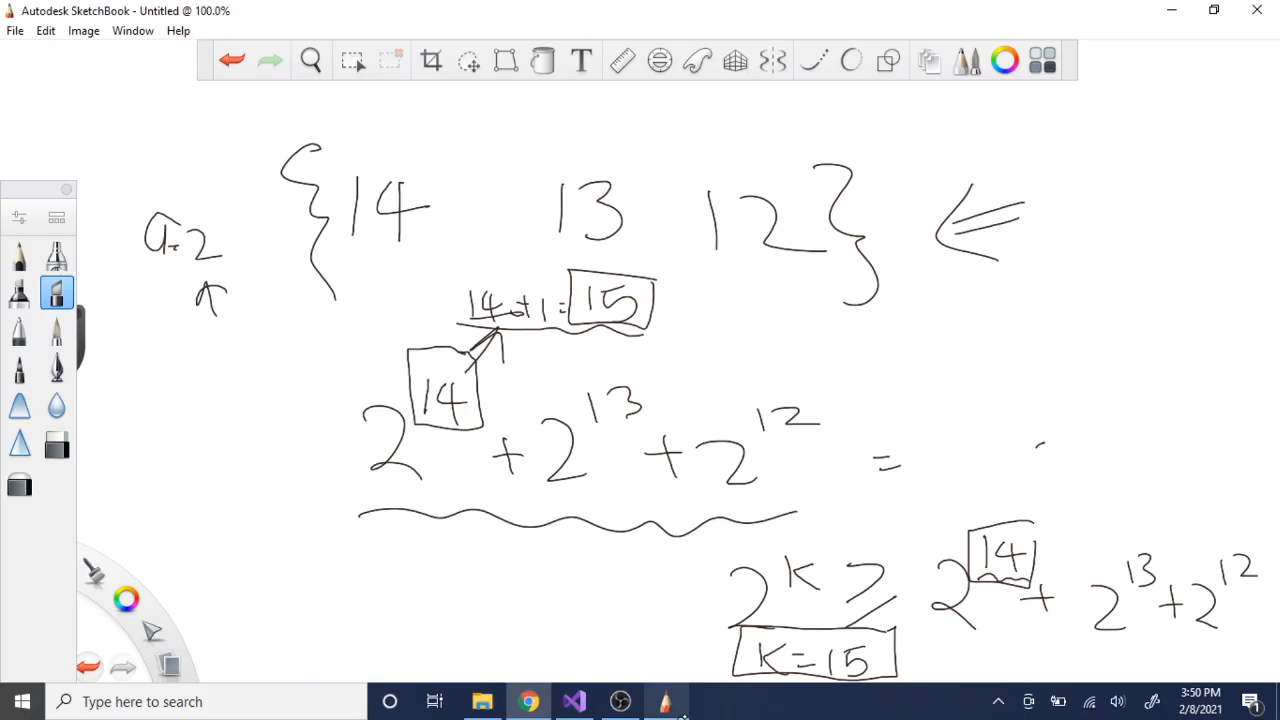 Autodesk SketchBook - Untitled @ 100.0%
File Edit Image Window Help
T
a=2 { 14 13 12 } <=
14+1=15
2^14 + 2^13 + 2^12 =
2^K ≥ 2^14 + 2^13 + 2^12
K=15
Type here to search
3:50 PM
2/8/2021
1